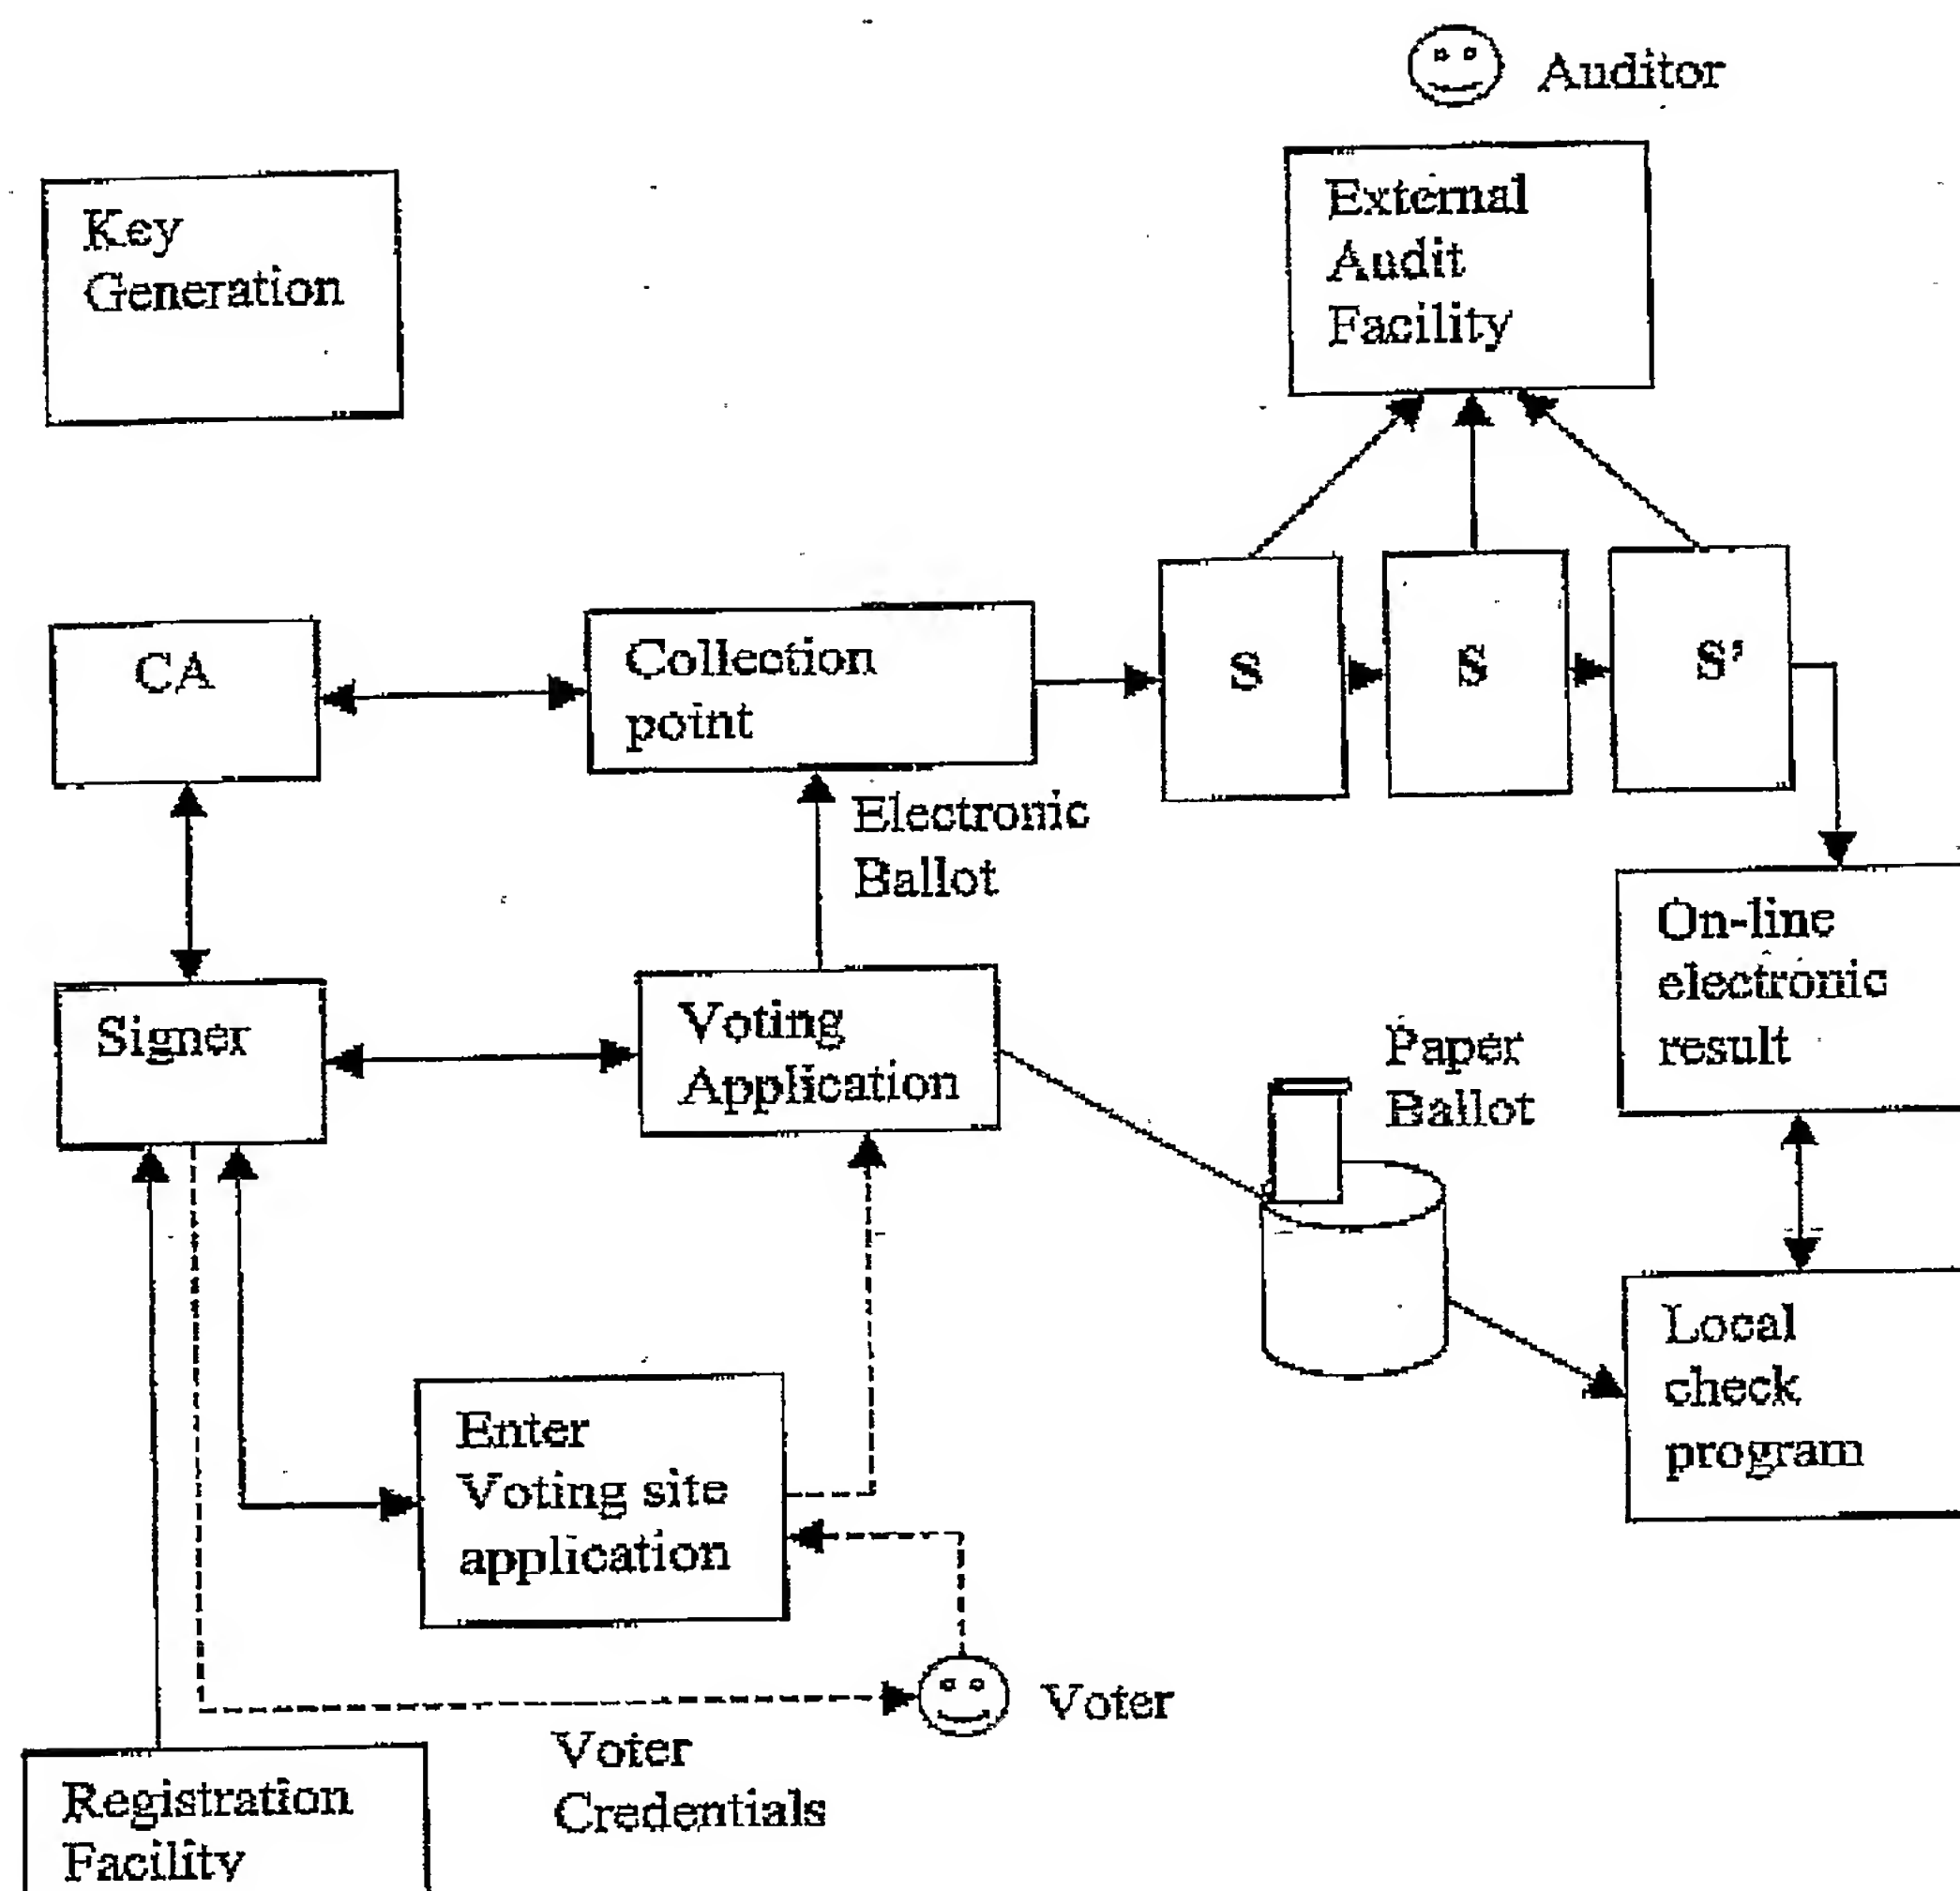 Auditor
Key
Generation
External
Audit
Facility
CA
Collection
point
S
S
S'
Electronic
Ballot
On-line
electronic
result
Signer
Voting
Application
Paper
Ballot
Local
check
program
Enter
Voting site
application
Voter
Voter
Credentials
Registration
Facility